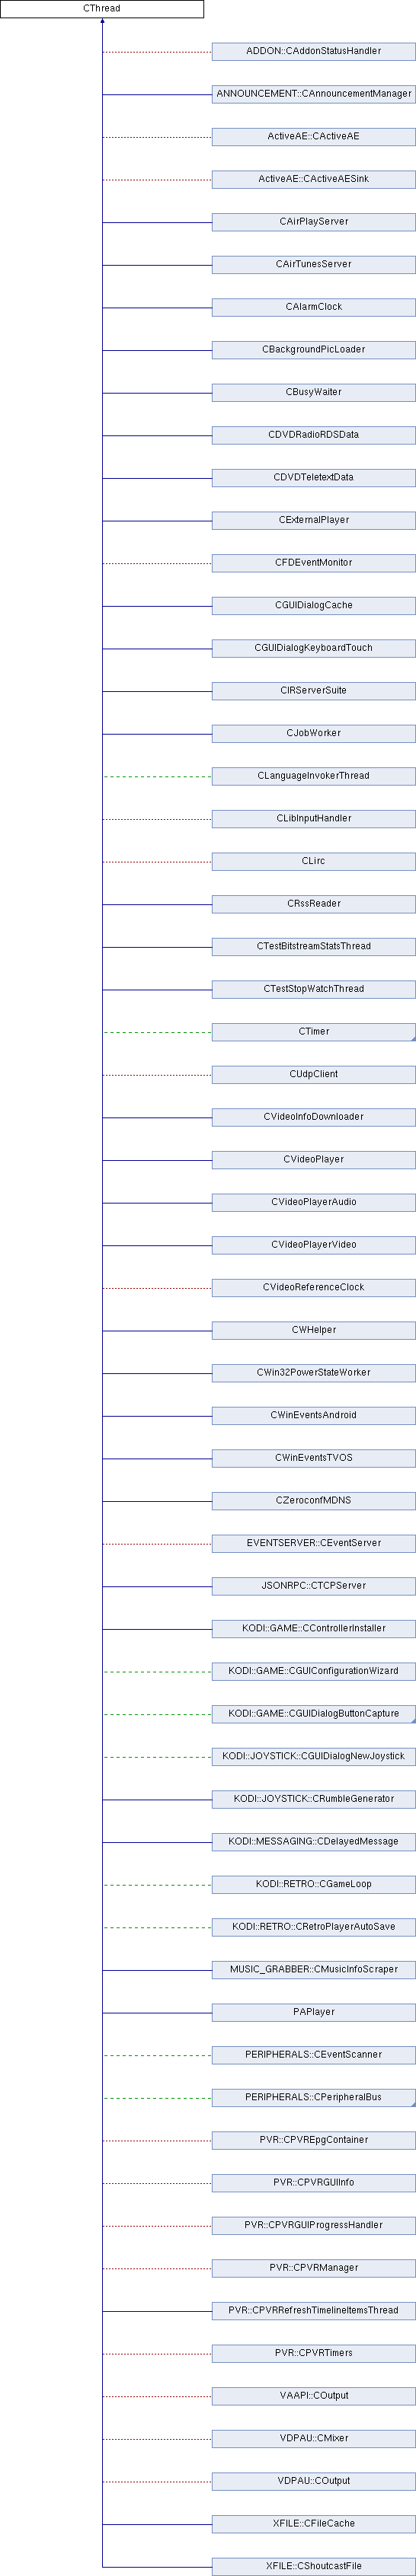 CThread
ADDON::CAddonStatusHandler
ANNOUNCEMENT::CAnnouncementManager
ActiveAE::CActiveAE
ActiveAE::CActiveAESink
CAirPlayServer
CAirTunesServer
CAlarmClock
CBackgroundPicLoader
CBusyWaiter
CDVDRadioRDSData
CDVDTeletextData
CExternalPlayer
CFDEventMonitor
CGUIDialogCache
CGUIDialogKeyboardTouch
CIRServerSuite
CJobWorker
CLanguageInvokerThread
CLibInputHandler
CLirc
CRssReader
CTestBitstreamStatsThread
CTestStopWatchThread
CTimer
CUdpClient
CVideoInfoDownloader
CVideoPlayer
CVideoPlayerAudio
CVideoPlayerVideo
CVideoReferenceClock
CWHelper
CWin32PowerStateWorker
CWinEventsAndroid
CWinEventsTVOS
CZeroconfMDNS
EVENTSERVER::CEventServer
JSONRPC::CTCPServer
KODI::GAME::CControllerInstaller
KODI::GAME::CGUIConfigurationWizard
KODI::GAME::CGUIDialogButtonCapture
KODI::JOYSTICK::CGUIDialogNewJoystick
KODI::JOYSTICK::CRumbleGenerator
KODI::MESSAGING::CDelayedMessage
KODI::RETRO::CGameLoop
KODI::RETRO::CRetroPlayerAutoSave
MUSIC_GRABBER::CMusicInfoScraper
PAPlayer
PERIPHERALS::CEventScanner
PERIPHERALS::CPeripheralBus
PVR::CPVREpgContainer
PVR::CPVRGUIInfo
PVR::CPVRGUIProgressHandler
PVR::CPVRManager
PVR::CPVRRefreshTimelineItemsThread
PVR::CPVRTimers
VAAPI::COutput
VDPAU::CMixer
VDPAU::COutput
XFILE::CFileCache
XFILE::CShoutcastFile